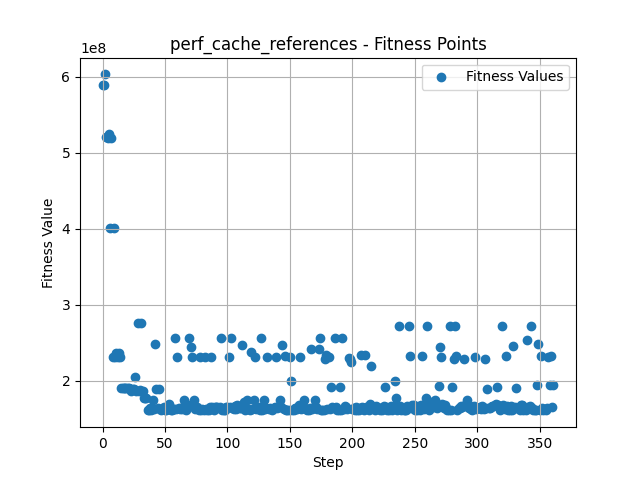 perf_cache_references - Fitness Points
1e8
Fitness Values
6
5
4
3
2
Fitness Value
0 50 100 150 200 250 300 350
Step